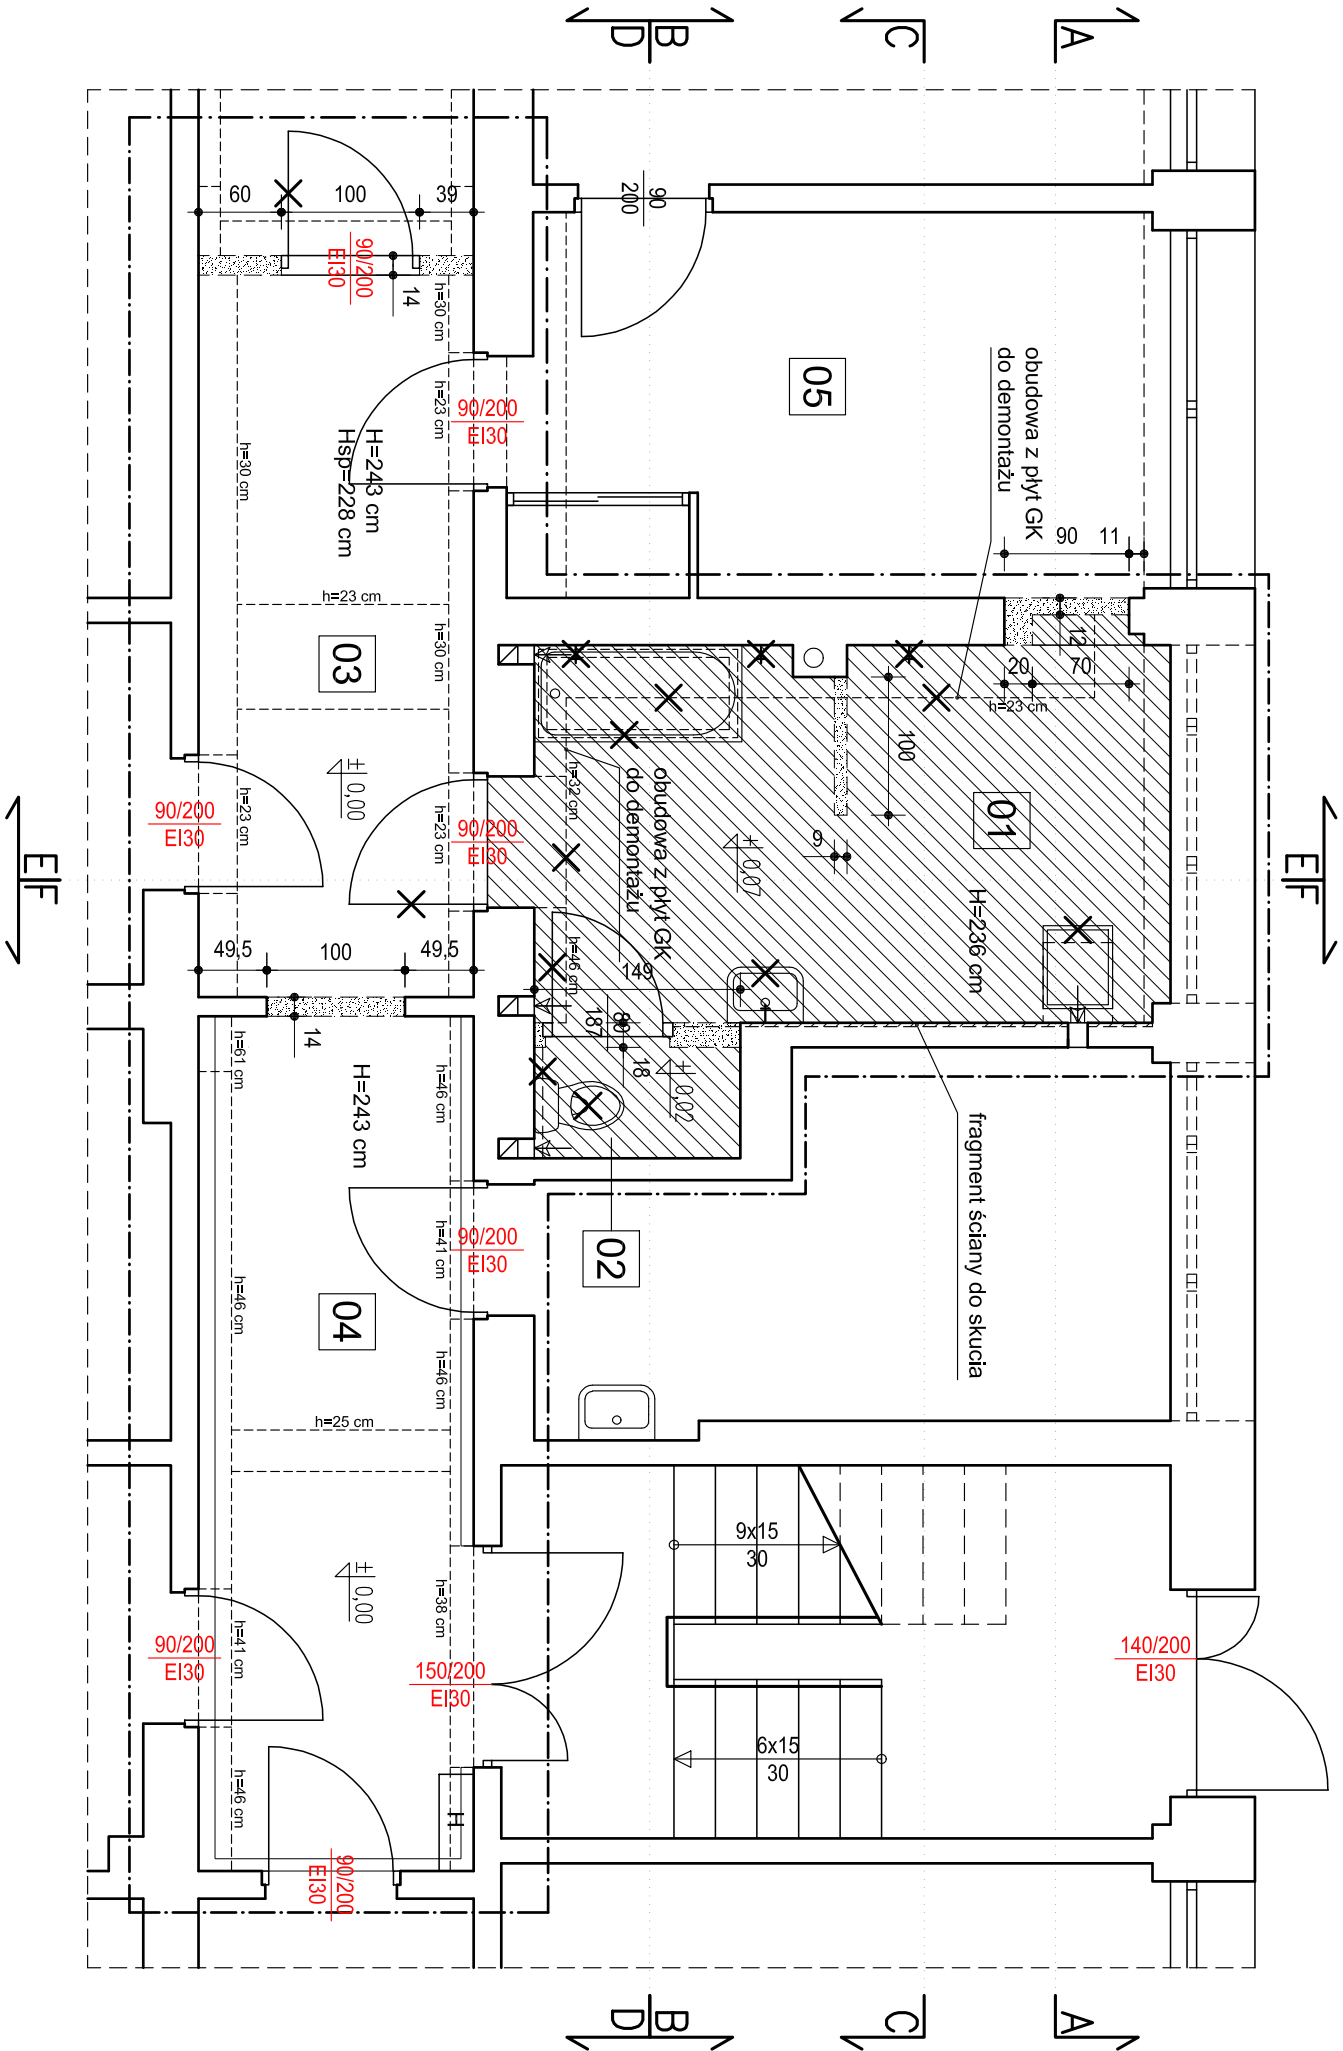 D
B
C
A
60
100
39
90/200
EI30
14
90
200
h=30 cm
h=23 cm
90/200
EI30
05
obudowa z płyt GK
do demontażu
90
11
h=30 cm
H=243 cm
Hsp=228 cm
h=23 cm
h=30 cm
03
12
20
70
h=23 cm
100
± 0,00
h=23 cm
h=23 cm
90/200
EI30
90/200
EI30
h=32 cm
obudowa z płyt GK
do demontażu
± 0,07
9
01
E
F
E
F
H=236 cm
49,5
100
49,5
h=46 cm
149
14
80
187
18
± 0,02
h=61 cm
H=243 cm
h=46 cm
fragment ściany do skucia
h=46 cm
h=41 cm
90/200
EI30
02
04
h=46 cm
h=25 cm
9x15
30
± 0,00
h=38 cm
h=41 cm
90/200
EI30
150/200
EI30
140/200
EI30
6x15
30
h=46 cm
H
90/200
EI30
D
B
C
A